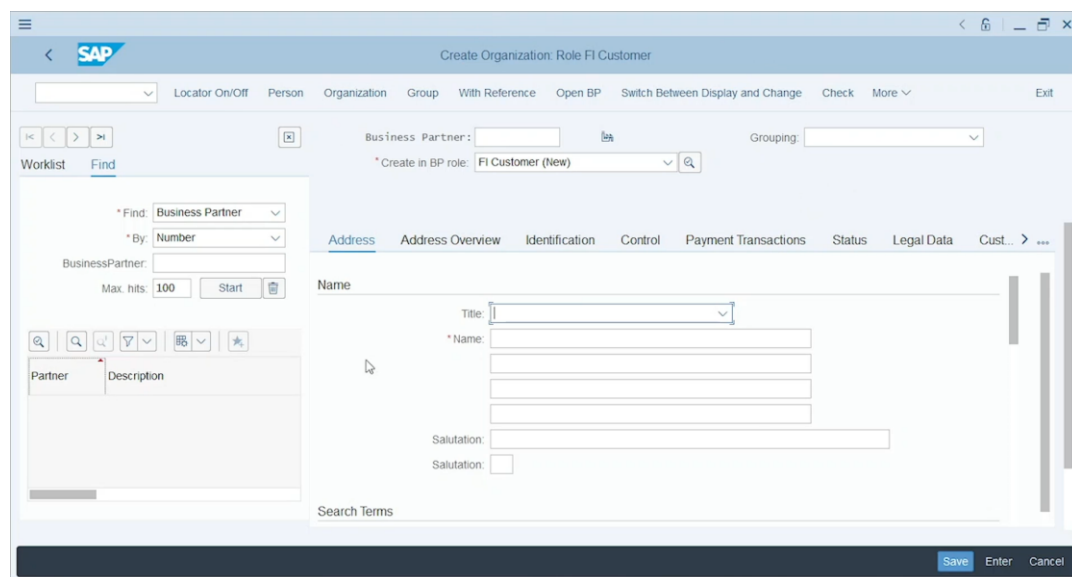 SAP
Create Organization: Role FI Customer
Locator On/Off Person Organization Group With Reference Open BP Switch Between Display and Change Check More Exit
Business Partner: Grouping:
*Create in BP role: FI Customer (New)
Worklist Find
*Find: Business Partner
*By: Number
BusinessPartner:
Max. hits: 100 Start
Partner Description
Address Address Overview Identification Control Payment Transactions Status Legal Data Cust...
Name
Title:
*Name:
Salutation:
Salutation:
Search Terms
Save Enter Cancel